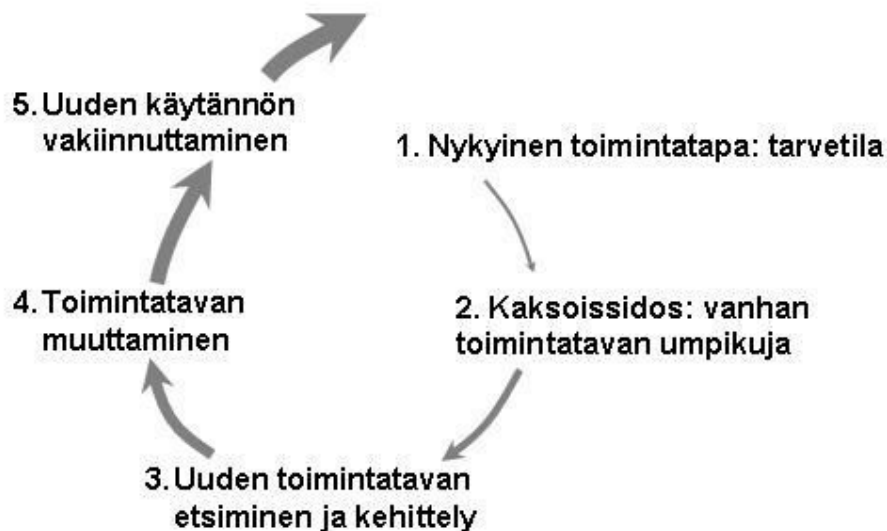 1. Nykyinen toimintatapa: tarvetila
2. Kaksoissidos: vanhan
toimintatavan umpikuja
3. Uuden toimintatavan
etsiminen ja kehittely
4. Toimintatavan
muuttaminen
5. Uuden käytännön
vakiinnuttaminen